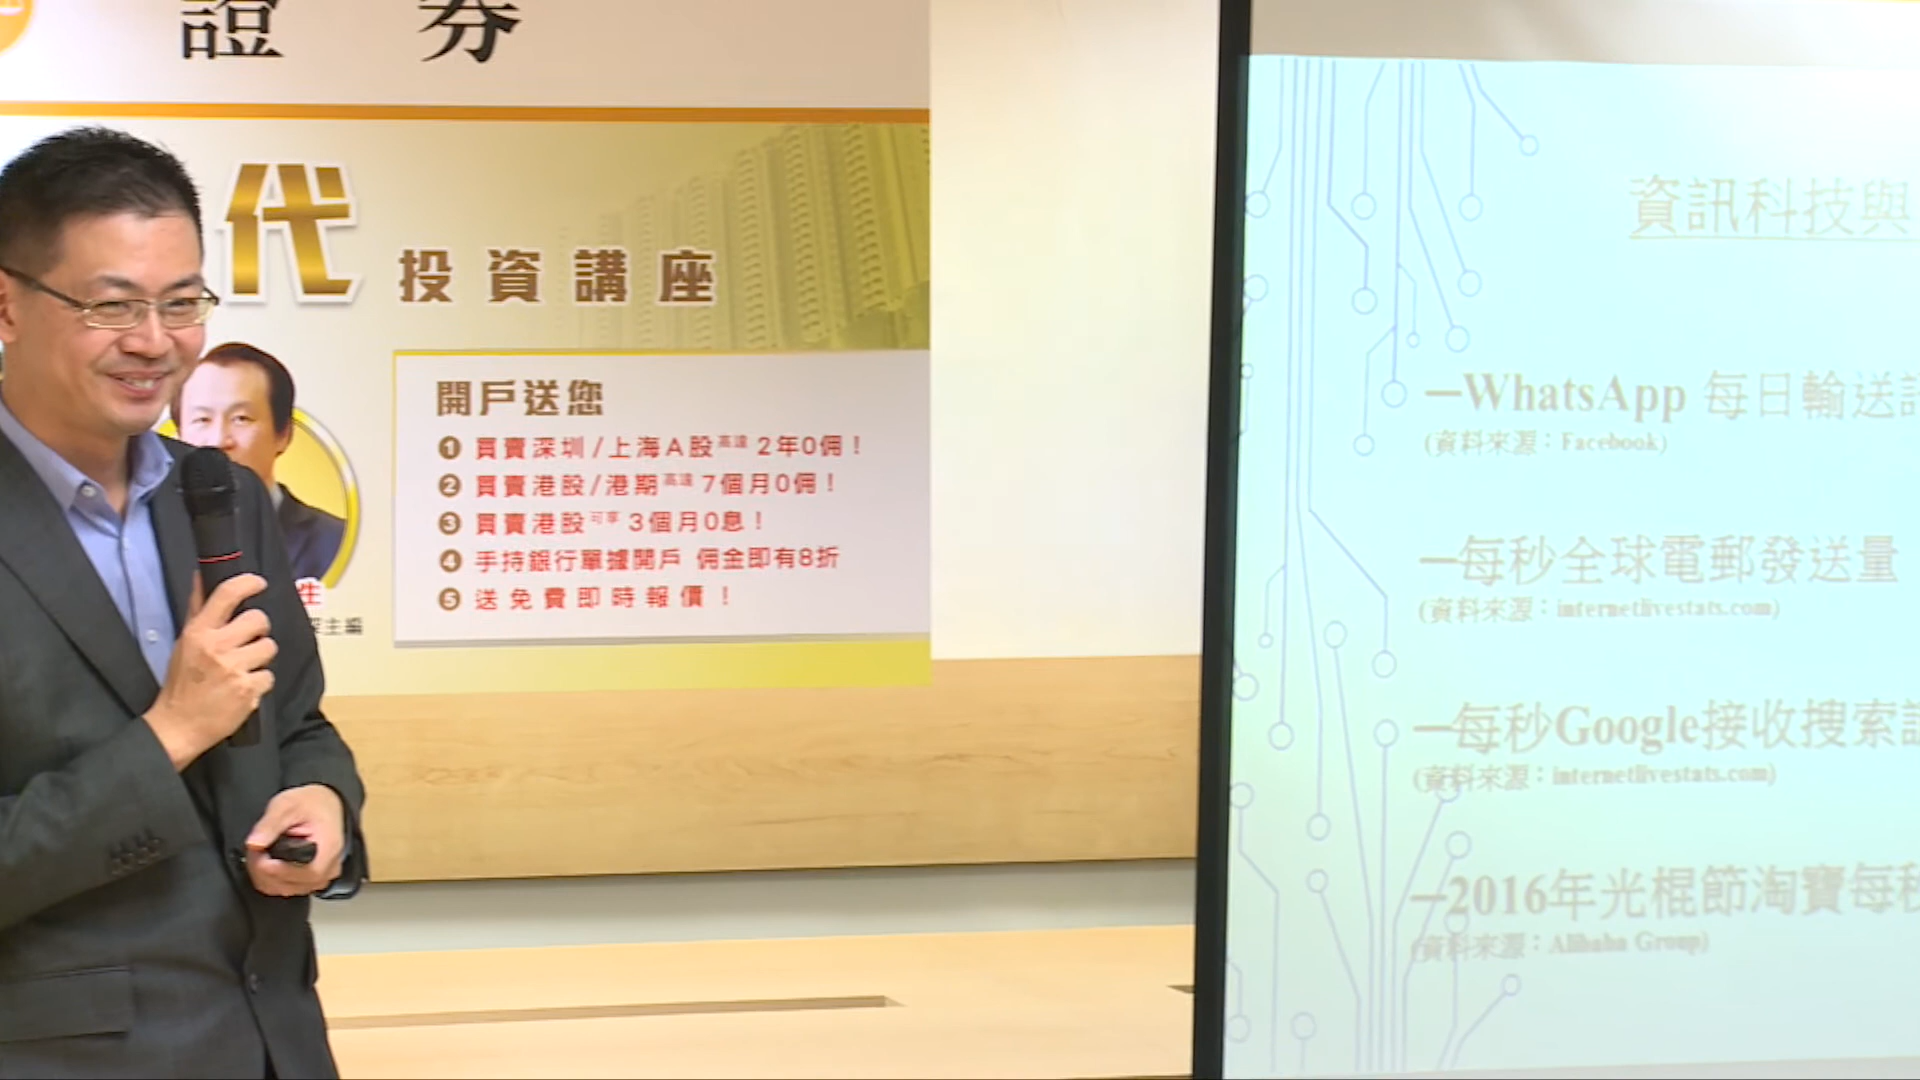 證券
代 投資講座
開戶送您
❶ 買賣深圳/上海A股高達 2年0佣！
❷ 買賣港股/港期高達 7個月0佣！
❸ 買賣港股可享 3個月0息！
❹ 手持銀行單據開戶 佣金即有8折
❺ 送免費即時報價！
生
主編
資訊科技與
—WhatsApp 每日輸送
(資料來源：Facebook)
—每秒全球電郵發送量
(資料來源：internetlivestats.com)
—每秒Google接收搜索
(資料來源：internetlivestats.com)
—2016年光棍節淘寶每秒
(資料來源：Alibaba Group)